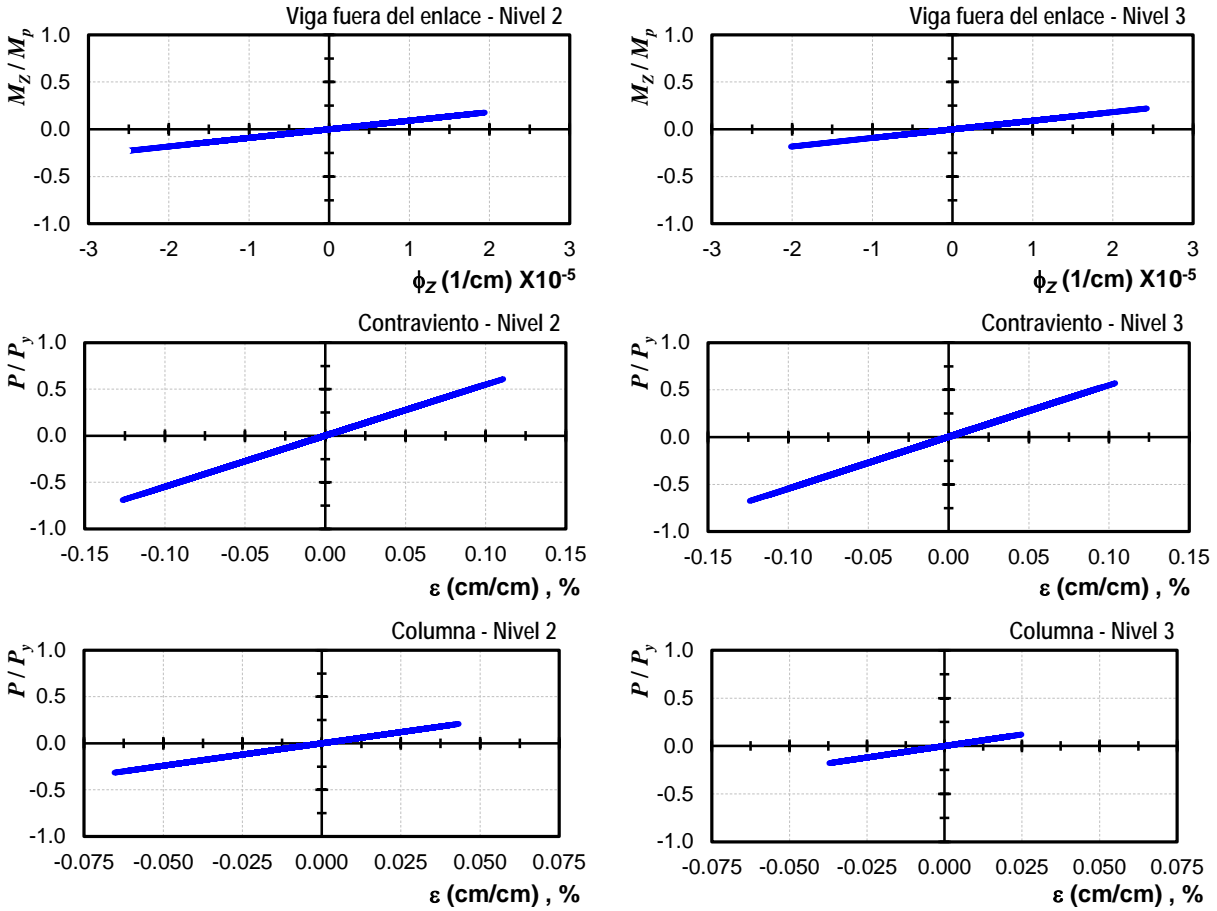 Viga fuera del enlace - Nivel 2
M_Z / M_p
1.0
0.5
0.0
-0.5
-1.0
-3 -2 -1 0 1 2 3
ϕ_Z (1/cm) X10⁻⁵
Viga fuera del enlace - Nivel 3
M_Z / M_p
1.0
0.5
0.0
-0.5
-1.0
-3 -2 -1 0 1 2 3
ϕ_Z (1/cm) X10⁻⁵
Contraviento - Nivel 2
P / P_y
1.0
0.5
0.0
-0.5
-1.0
-0.15 -0.10 -0.05 0.00 0.05 0.10 0.15
ε (cm/cm) , %
Contraviento - Nivel 3
P / P_y
1.0
0.5
0.0
-0.5
-1.0
-0.15 -0.10 -0.05 0.00 0.05 0.10 0.15
ε (cm/cm) , %
Columna - Nivel 2
P / P_y
1.0
0.5
0.0
-0.5
-1.0
-0.075 -0.050 -0.025 0.000 0.025 0.050 0.075
ε (cm/cm) , %
Columna - Nivel 3
P / P_y
1.0
0.5
0.0
-0.5
-1.0
-0.075 -0.050 -0.025 0.000 0.025 0.050 0.075
ε (cm/cm) , %